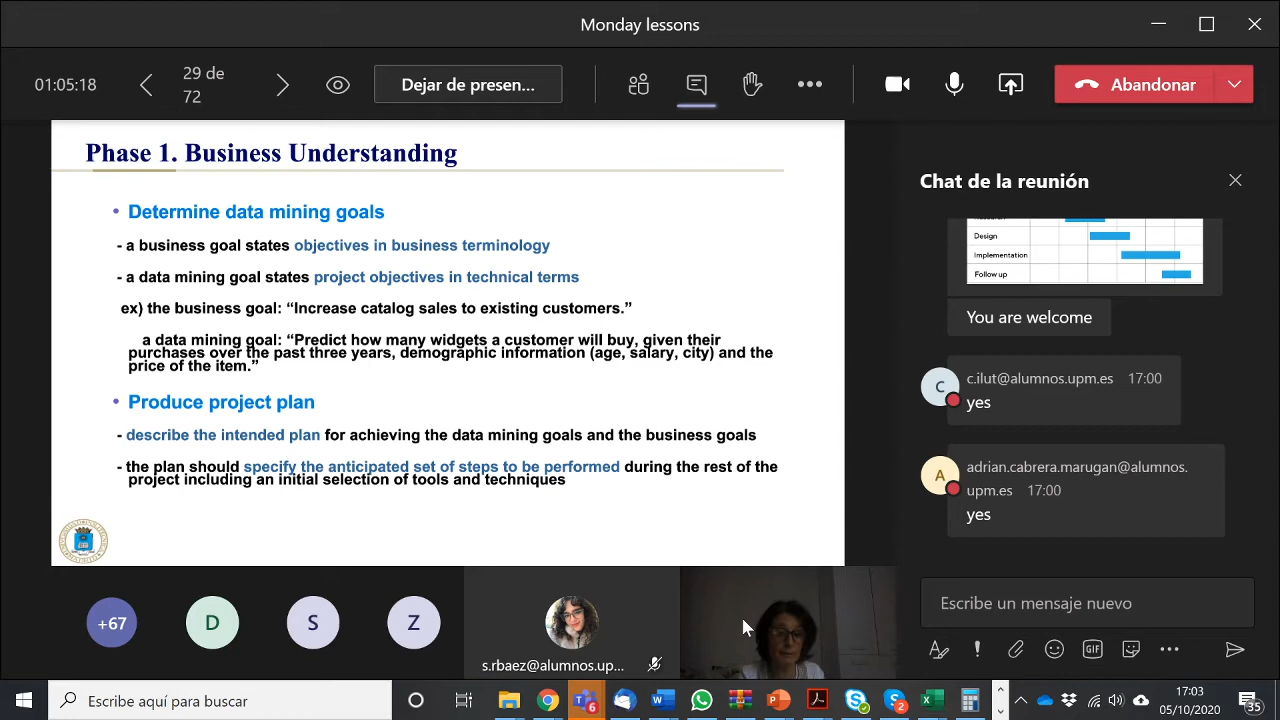 Monday lessons
01:05:18
29 de
72
Dejar de presen...
Abandonar
Phase 1. Business Understanding
• Determine data mining goals
- a business goal states objectives in business terminology
- a data mining goal states project objectives in technical terms
ex) the business goal: “Increase catalog sales to existing customers.”
a data mining goal: “Predict how many widgets a customer will buy, given their
purchases over the past three years, demographic information (age, salary, city) and the
price of the item.”
• Produce project plan
- describe the intended plan for achieving the data mining goals and the business goals
- the plan should specify the anticipated set of steps to be performed during the rest of the
project including an initial selection of tools and techniques
Chat de la reunión
Design
Implementation
Follow up
You are welcome
C
c.ilut@alumnos.upm.es 17:00
yes
A
adrian.cabrera.marugan@alumnos.
upm.es 17:00
yes
Escribe un mensaje nuevo
GIF
+67
D
S
Z
s.rbaez@alumnos.up...
Escribe aquí para buscar
6
2
17:03
05/10/2020
35